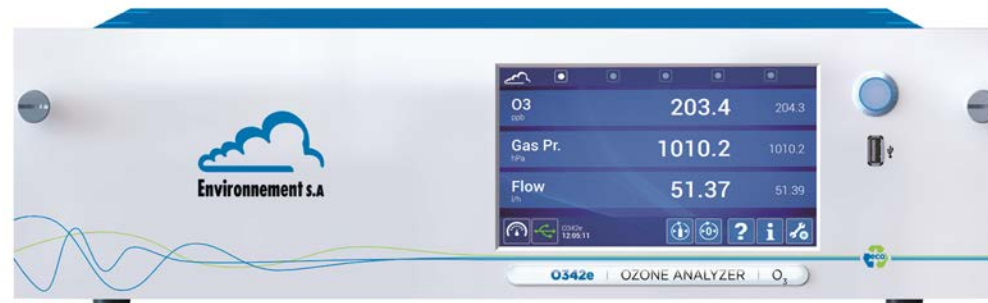 Environnement S.A
O3
ppb
203.4
204.3
Gas Pr.
hPa
1010.2
1010.2
Flow
l/h
51.37
51.39
O342e
12:05:11
0
?
i
eco
O342e | OZONE ANALYZER | O₃